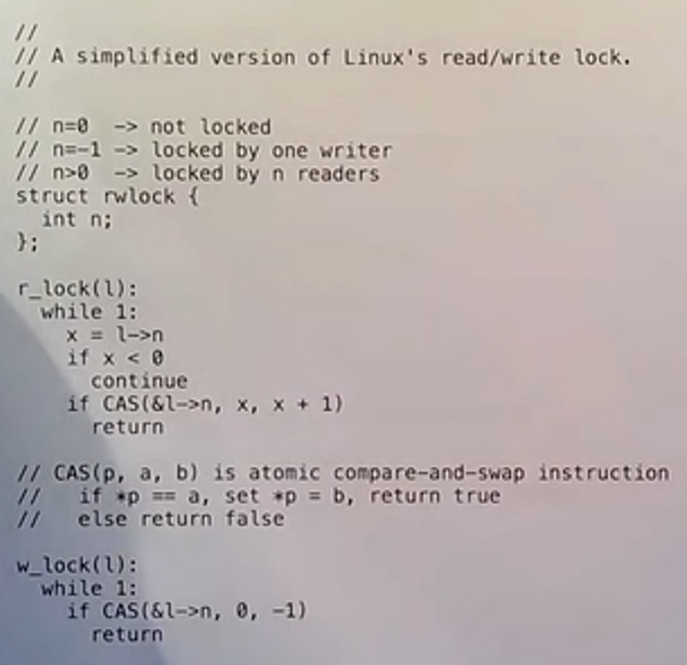 //
// A simplified version of Linux's read/write lock.
//

// n=0  -> not locked
// n=-1 -> locked by one writer
// n>0  -> locked by n readers
struct rwlock {
  int n;
};

r_lock(l):
  while 1:
    x = l->n
    if x < 0
      continue
    if CAS(&l->n, x, x + 1)
      return

// CAS(p, a, b) is atomic compare-and-swap instruction
//   if *p == a, set *p = b, return true
//   else return false

w_lock(l):
  while 1:
    if CAS(&l->n, 0, -1)
      return